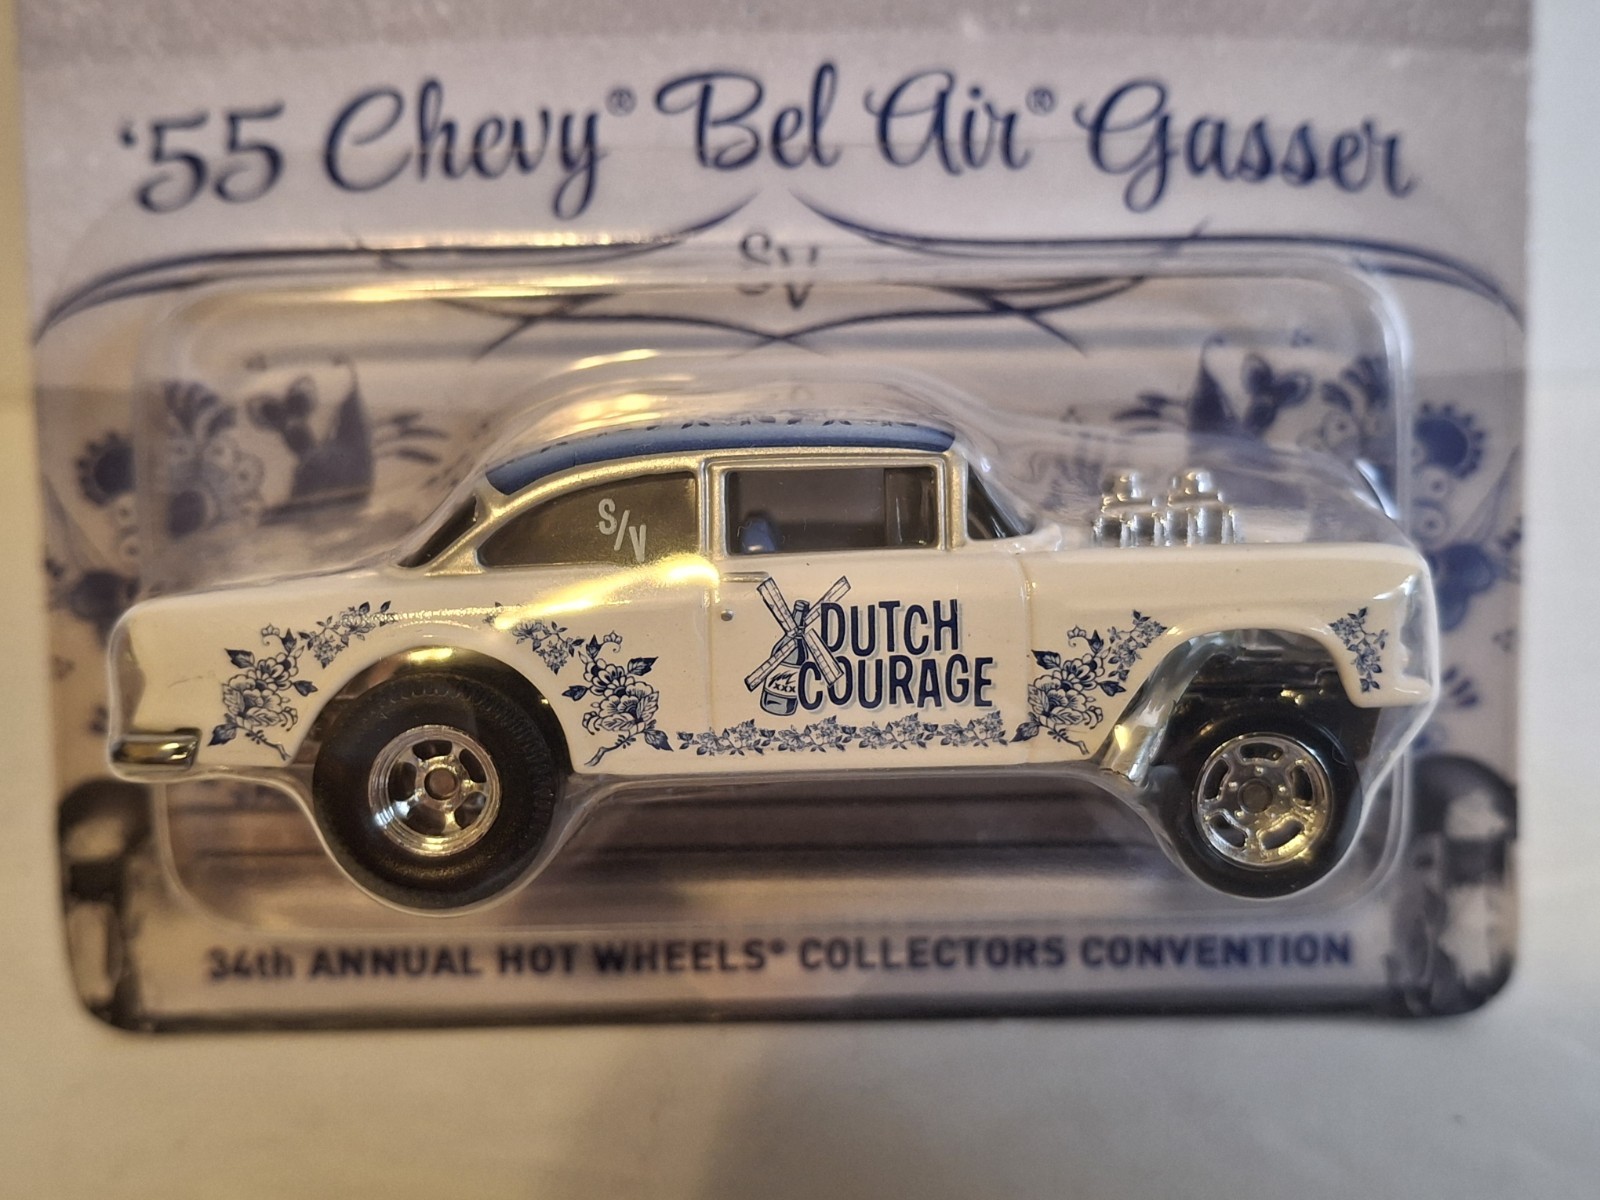 '55 Chevy® Bel Air® Gasser
SV
S/V
DUTCH
COURAGE
XXX
34th ANNUAL HOT WHEELS® COLLECTORS CONVENTION